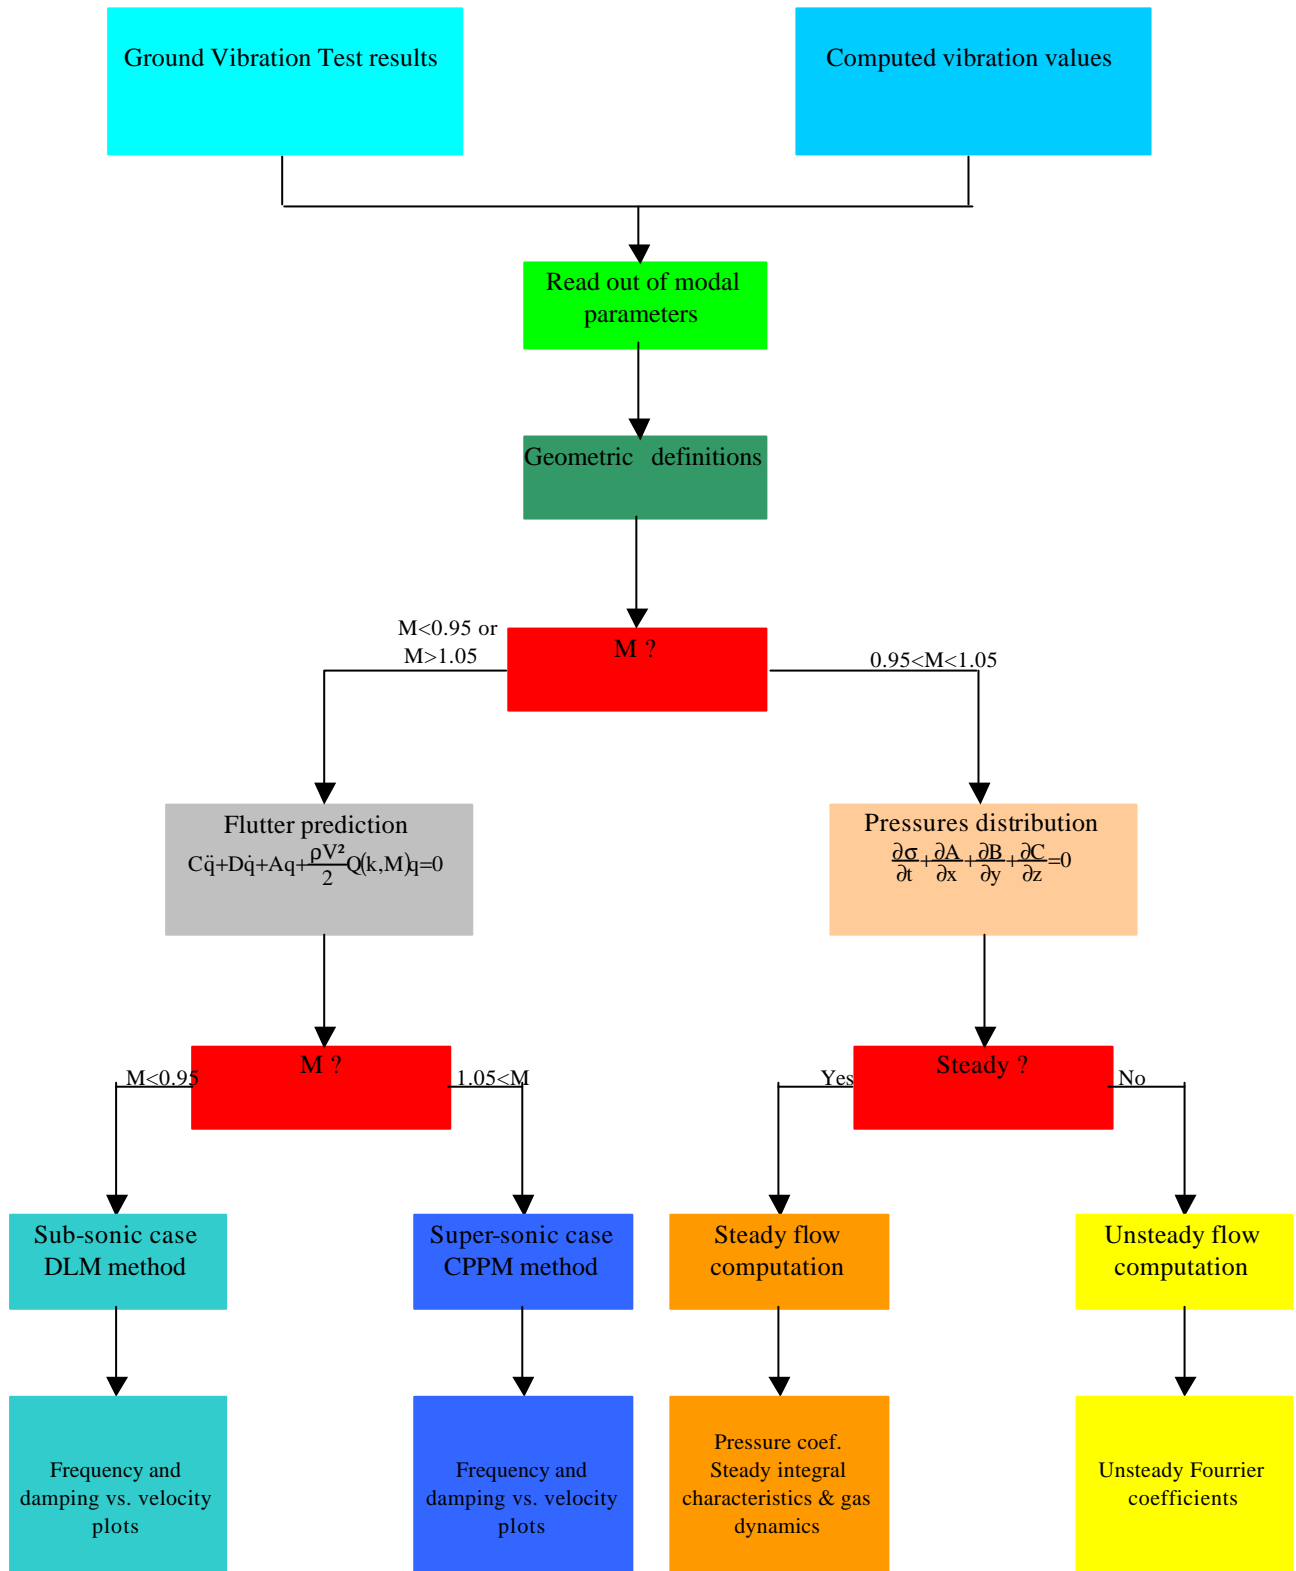 Ground Vibration Test results
Computed vibration values
Read out of modal
parameters
Geometric definitions
M<0.95 or
M>1.05
M ?
0.95<M<1.05
Flutter prediction
Cq̈+Dq̇+Aq+ρV²/2 Q(k,M)q=0
Pressures distribution
∂σ/∂t+∂A/∂x+∂B/∂y+∂C/∂z=0
M<0.95
M ?
1.05<M
Yes
Steady ?
No
Sub-sonic case
DLM method
Super-sonic case
CPPM method
Steady flow
computation
Unsteady flow
computation
Frequency and
damping vs. velocity
plots
Frequency and
damping vs. velocity
plots
Pressure coef.
Steady integral
characteristics & gas
dynamics
Unsteady Fourrier
coefficients